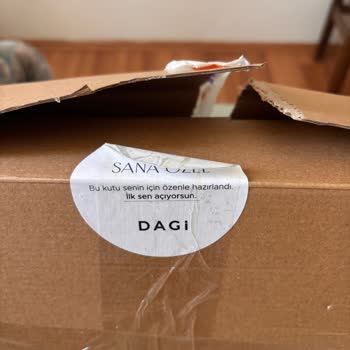 SANA ÖZEL
Bu kutu senin için özenle hazırlandı.
İlk sen açıyorsun.
DAGi